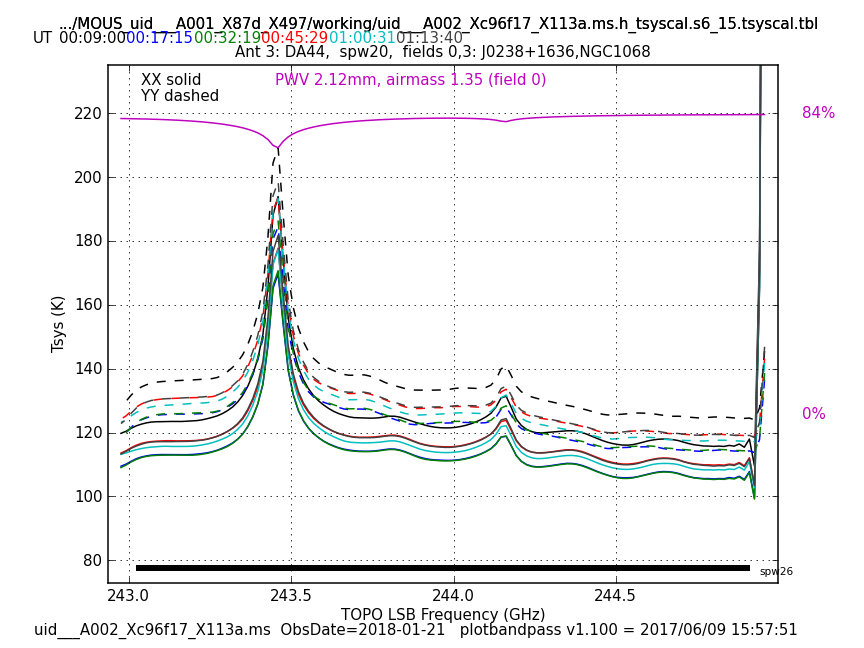 ../MOUS_uid___A001_X87d_X497/working/uid___A002_Xc96f17_X113a.ms.h_tsyscal.s6_15.tsyscal.tbl
UT 00:09:00 00:17:15 00:32:19 00:45:29 01:00:31 01:13:40
Ant 3: DA44, spw20, fields 0,3: J0238+1636,NGC1068
XX solid
YY dashed
PWV 2.12mm, airmass 1.35 (field 0)
84%
0%
220
200
180
160
140
120
100
80
Tsys (K)
spw26
243.0 243.5 244.0 244.5
TOPO LSB Frequency (GHz)
uid___A002_Xc96f17_X113a.ms ObsDate=2018-01-21 plotbandpass v1.100 = 2017/06/09 15:57:51